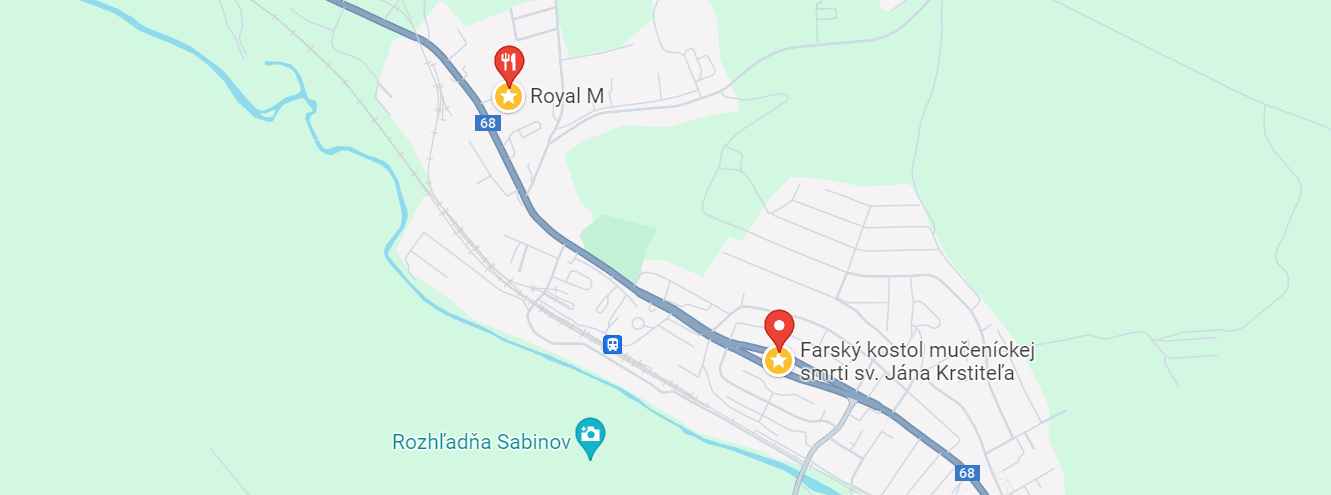 Royal M
68
Farský kostol mučeníckej
smrti sv. Jána Krstiteľa
Rozhľadňa Sabinov
68